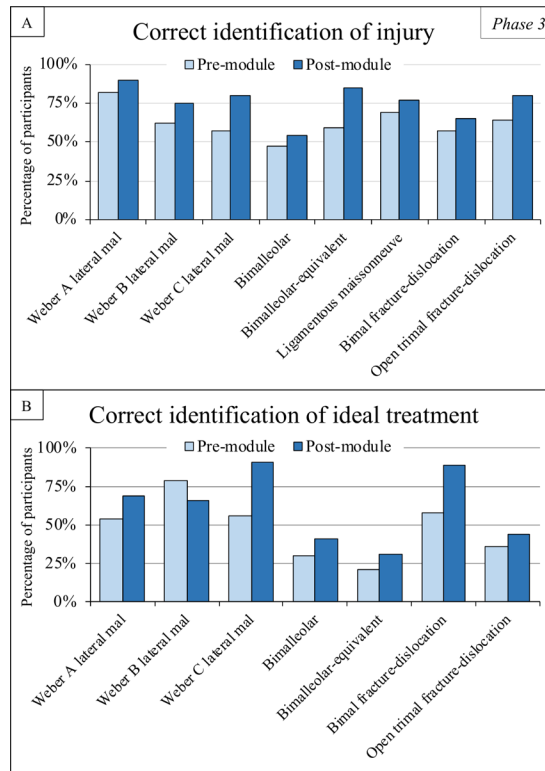 A
Phase 3
Correct identification of injury
Pre-module
Post-module
Percentage of participants
100%
75%
50%
25%
0%
Weber A lateral mal
Weber B lateral mal
Weber C lateral mal
Bimalleolar
Bimalleolar-equivalent
Ligamentous maissonneuve
Bimal fracture-dislocation
Open trimal fracture-dislocation
B
Correct identification of ideal treatment
Pre-module
Post-module
Percentage of participants
100%
75%
50%
25%
0%
Weber A lateral mal
Weber B lateral mal
Weber C lateral mal
Bimalleolar
Bimalleolar-equivalent
Bimal fracture-dislocation
Open trimal fracture-dislocation